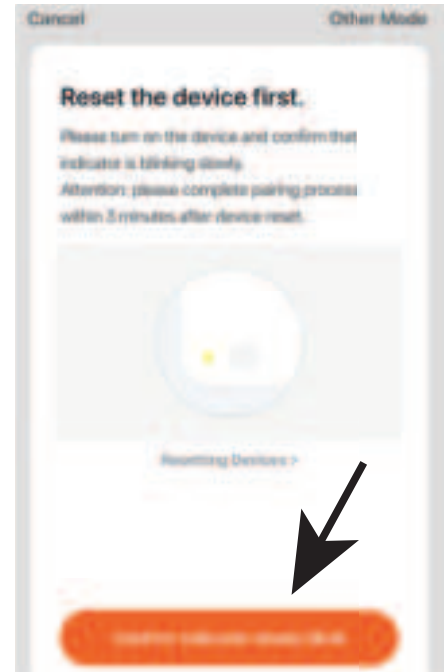 Cancel
Other Mode
Reset the device first.
Please turn on the device and confirm that
indicator is blinking slowly.
Attention: please complete pairing process
within 3 minutes after device reset.
Resetting Devices >